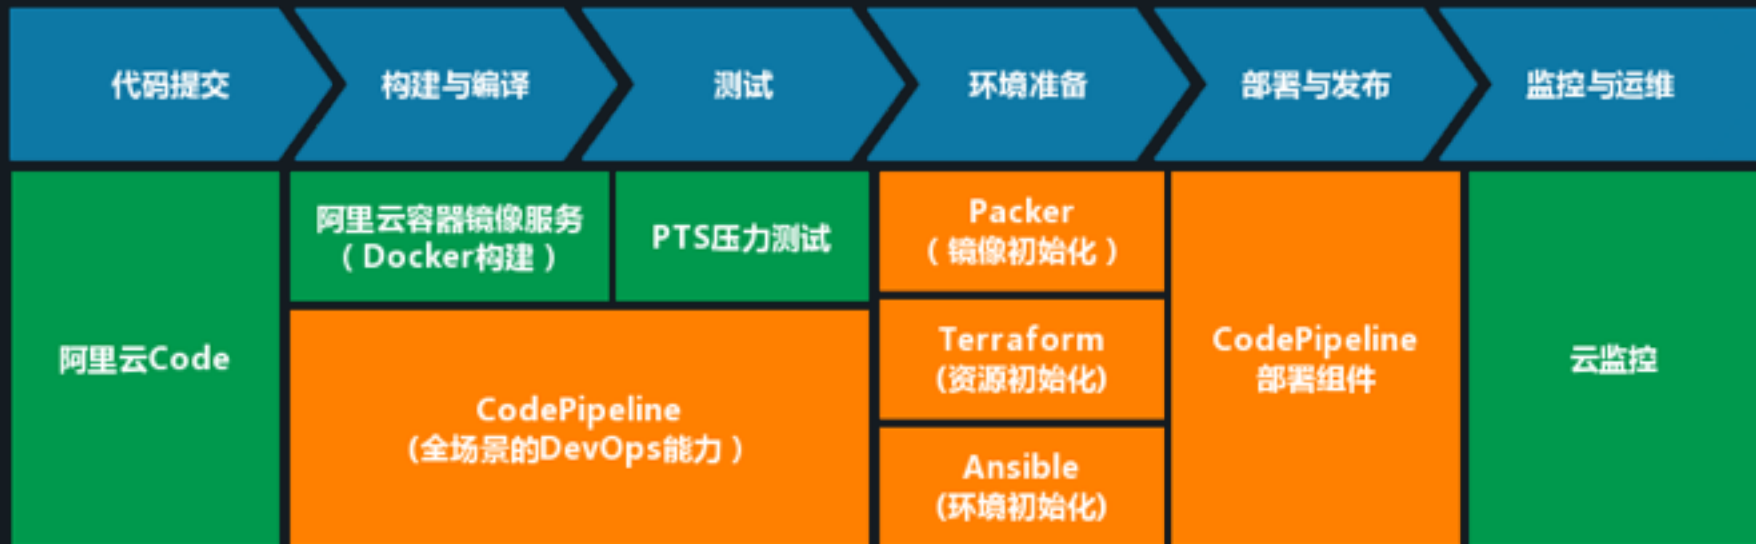 代码提交
构建与编译
测试
环境准备
部署与发布
监控与运维
阿里云Code
阿里云容器镜像服务
（Docker构建）
PTS压力测试
CodePipeline
(全场景的DevOps能力）
Packer
（镜像初始化）
Terraform
(资源初始化)
Ansible
(环境初始化)
CodePipeline
部署组件
云监控